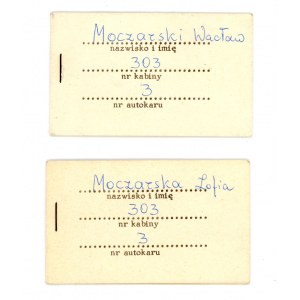 Moczarski Wacław
nazwisko i imię
303
nr kabiny
3
nr autokaru
Moczarska Zofia
nazwisko i imię
303
nr kabiny
3
nr autokaru